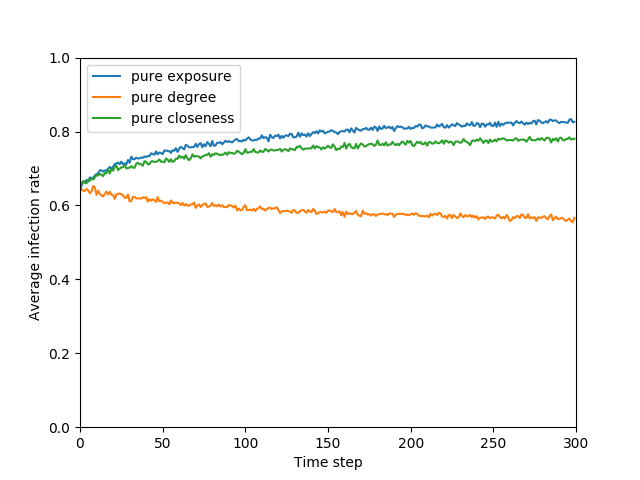 pure exposure
pure degree
pure closeness
1.0
0.8
0.6
0.4
0.2
0.0
Average infection rate
0 50 100 150 200 250 300
Time step